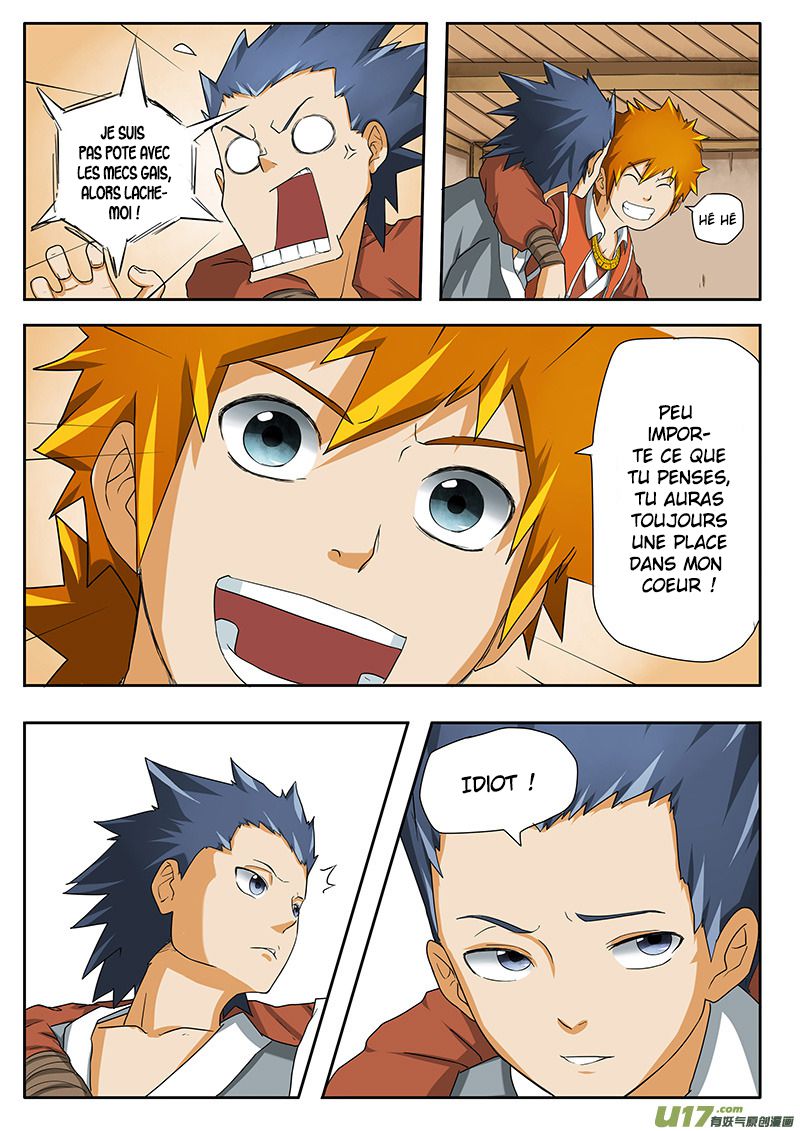 JE SUIS
PAS POTE AVEC
LES MECS GAIS,
ALORS LACHE-
MOI !
HÉ HÉ
PEU
IMPOR-
TE CE QUE
TU PENSES,
TU AURAS
TOUJOURS
UNE PLACE
DANS MON
COEUR !
IDIOT !
U17.com
有妖气原创漫画